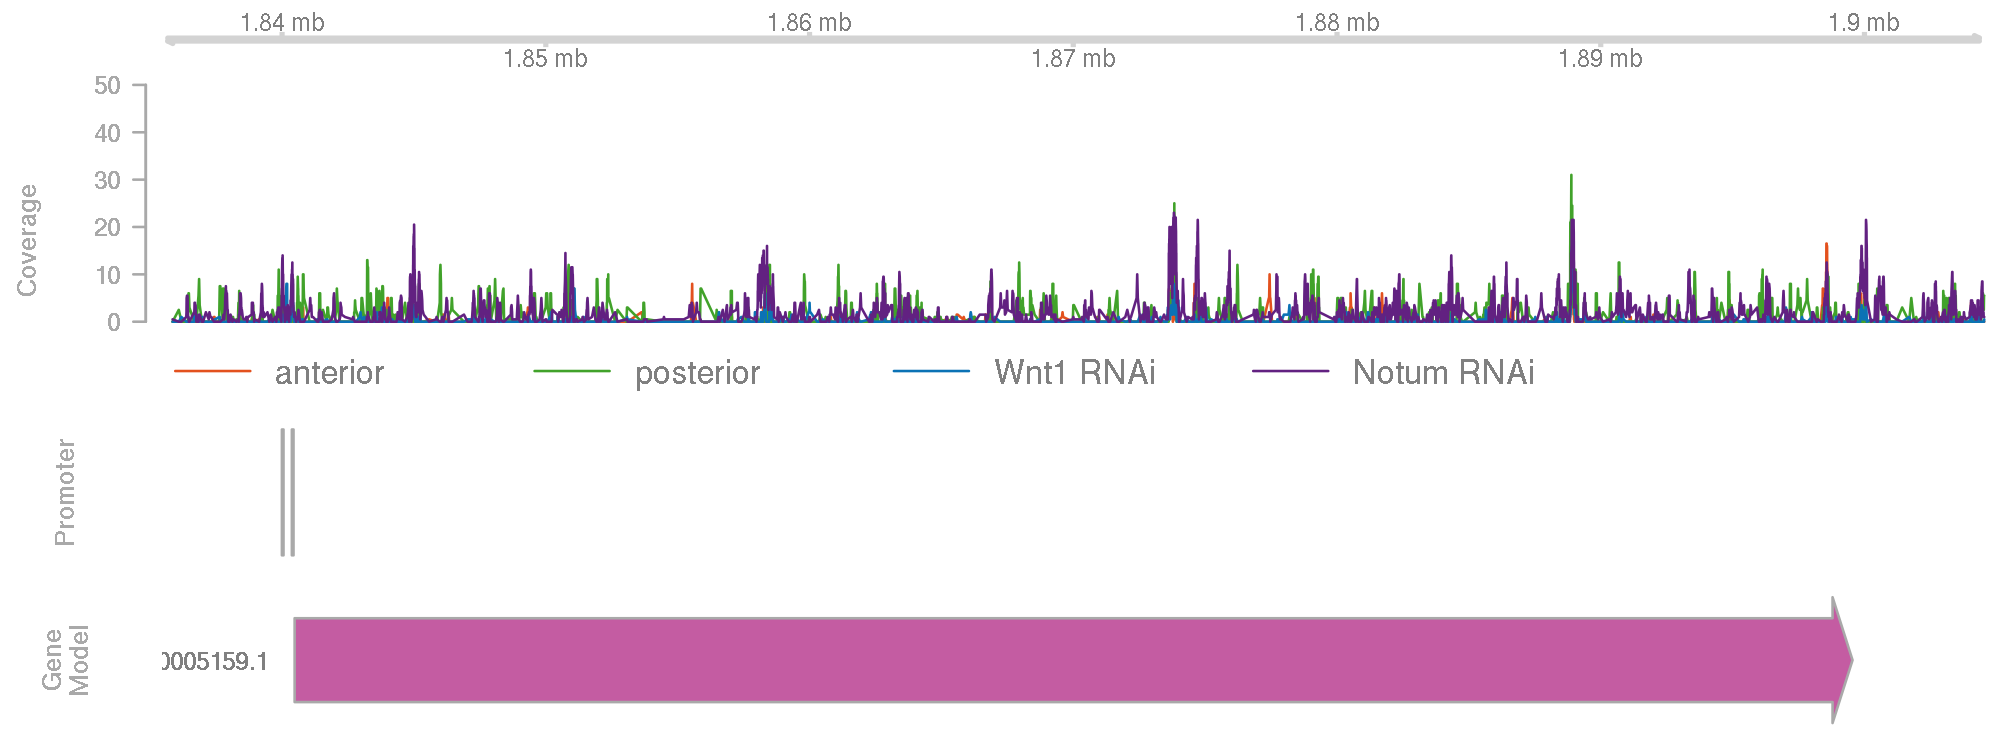 1.84 mb 1.86 mb 1.88 mb 1.9 mb
1.85 mb 1.87 mb 1.89 mb
50
40
30
20
10
0
Coverage
anterior posterior Wnt1 RNAi Notum RNAi
Promoter
Gene
Model
0005159.1